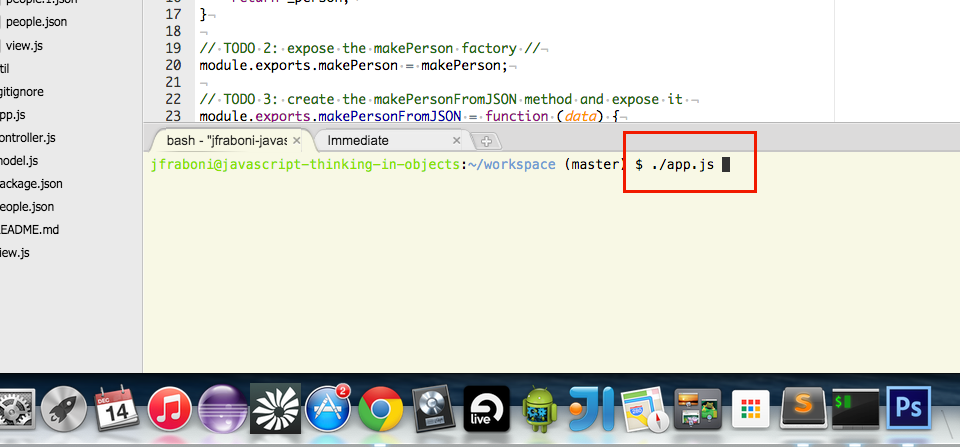 people.1.json
people.json
view.js
til
gitignore
pp.js
ontroller.js
nodel.js
ackage.json
eople.json
EADME.md
iew.js
16 return _person;
17 }¬
18 ¬
19 //·TODO·2:·expose·the·makePerson·factory·//¬
20 module.exports.makePerson·=·makePerson;¬
21 ¬
22 //·TODO·3:·create·the·makePersonFromJSON·method·and·expose·it·¬
23 module.exports.makePersonFromJSON·=·function·(data)·{¬
bash - "jfraboni-javas × Immediate ×
jfraboni@javascript-thinking-in-objects:~/workspace (master) $ ./app.js
DEC
14
2
live
JI
S
$
Ps